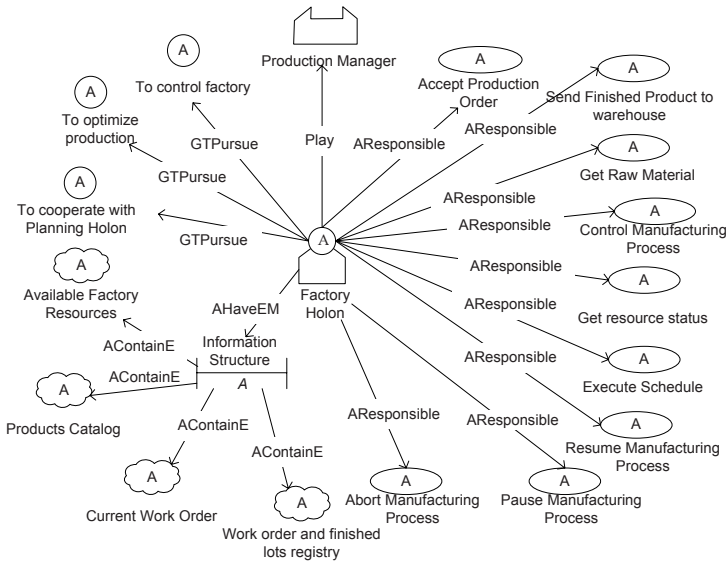 A
To control factory
Production Manager
A
Accept Production
Order
A
Send Finished Product to
warehouse
A
To optimize
production
GTPursue
Play
AResponsible
AResponsible
A
Get Raw Material
GTPursue
A
To cooperate with
Planning Holon
AResponsible
A
Control Manufacturing
Process
AResponsible
GTPursue
A
Factory
Holon
AResponsible
A
Get resource status
A
Available Factory
Resources
AHaveEM
Information
Structure
A
AResponsible
A
Execute Schedule
AContainE
AContainE
A
Products Catalog
AResponsible
A
Resume Manufacturing
Process
AContainE
AContainE
AResponsible
AResponsible
A
Current Work Order
A
Work order and finished
lots registry
A
Abort Manufacturing
Process
A
Pause Manufacturing
Process